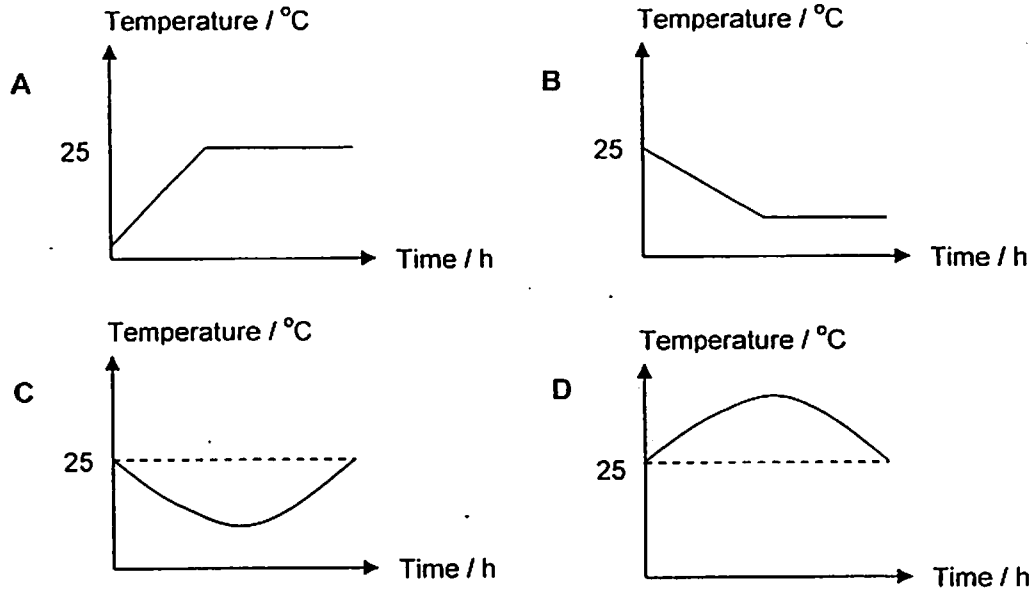 Temperature / °C
A
25
Time / h
Temperature / °C
B
25
Time / h
Temperature / °C
C
25
Time / h
Temperature / °C
D
25
Time / h